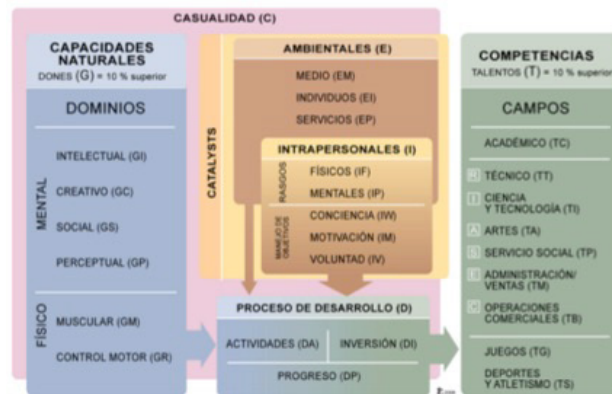 CASUALIDAD (C)
CAPACIDADES
NATURALES
DONES (G) = 10 % superior
DOMINIOS
MENTAL
INTELECTUAL (GI)
CREATIVO (GC)
SOCIAL (GS)
PERCEPTUAL (GP)
FÍSICO
MUSCULAR (GM)
CONTROL MOTOR (GR)
CATALYSTS
AMBIENTALES (E)
MEDIO (EM)
INDIVIDUOS (EI)
SERVICIOS (EP)
INTRAPERSONALES (I)
RASGOS
FÍSICOS (IF)
MENTALES (IP)
MANEJO DE
OBJETIVOS
CONCIENCIA (IW)
MOTIVACIÓN (IM)
VOLUNTAD (IV)
PROCESO DE DESARROLLO (D)
ACTIVIDADES (DA)
INVERSIÓN (DI)
PROGRESO (DP)
COMPETENCIAS
TALENTOS (T) = 10 % superior
CAMPOS
ACADÉMICO (TC)
R TÉCNICO (TT)
I CIENCIA
Y TECNOLOGÍA (TI)
A ARTES (TA)
S SERVICIO SOCIAL (TP)
E ADMINISTRACIÓN/
VENTAS (TM)
C OPERACIONES
COMERCIALES (TB)
JUEGOS (TG)
DEPORTES
Y ATLETISMO (TS)